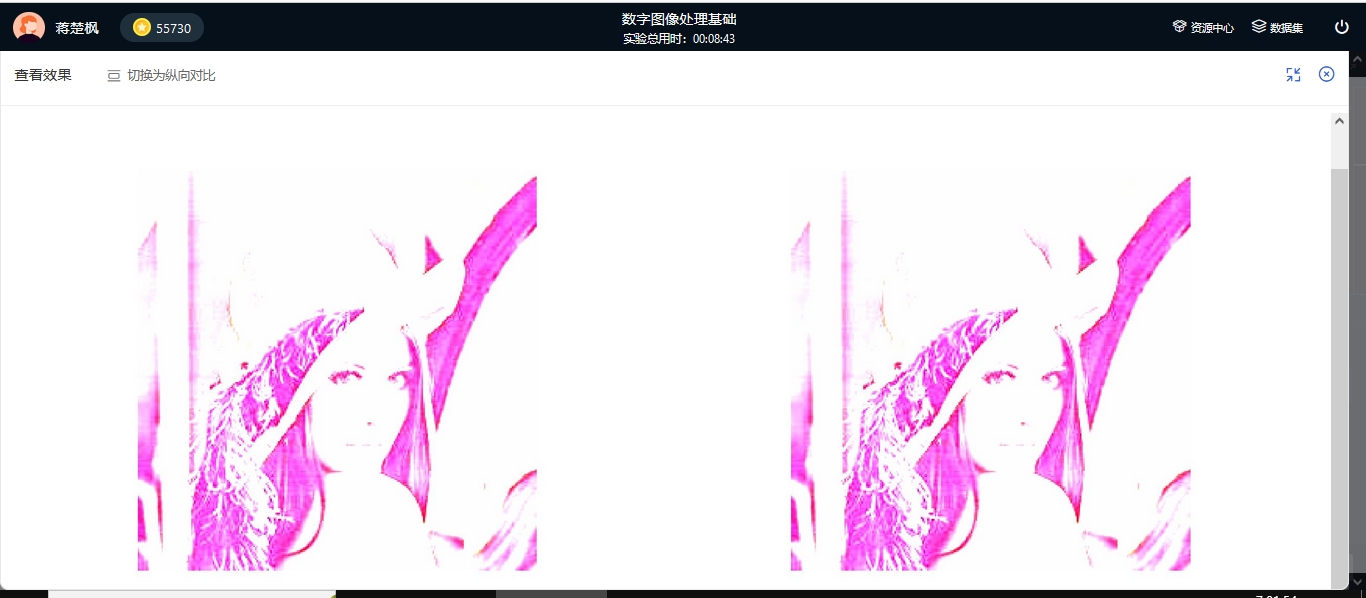 蒋楚枫
55730
数字图像处理基础
实验总用时：00:08:43
资源中心
数据集
查看效果
切换为纵向对比